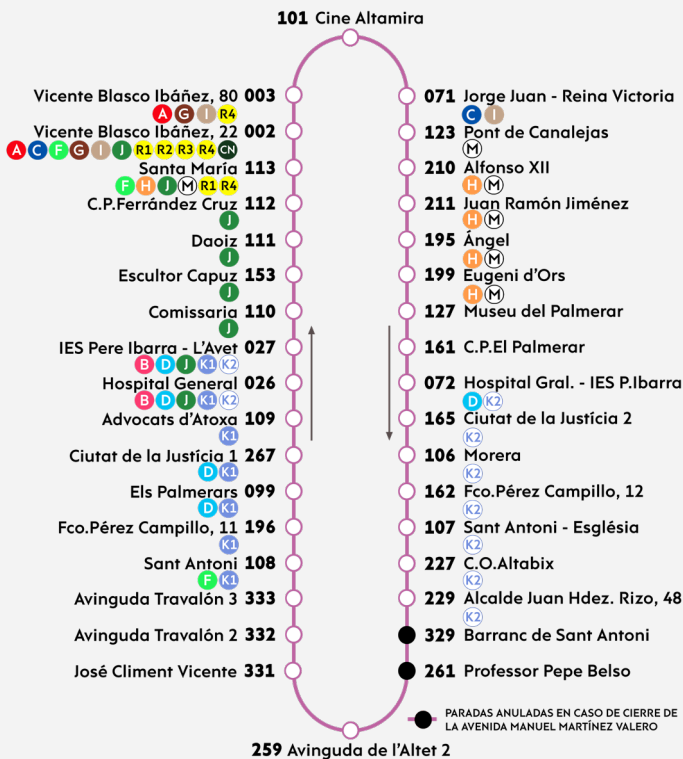 101 Cine Altamira
Vicente Blasco Ibáñez, 80 003
A G I R4
Vicente Blasco Ibáñez, 22 002
A C F G I J R1 R2 R3 R4 CN
Santa María 113
F H J M R1 R4
C.P.Ferrández Cruz 112
J
Daoiz 111
J
Escultor Capuz 153
J
Comissaria 110
J
IES Pere Ibarra - L'Avet 027
B D J K1 K2
Hospital General 026
B D J K1 K2
Advocats d'Atoxa 109
K1
Ciutat de la Justícia 1 267
D K1
Els Palmerars 099
D K1
Fco.Pérez Campillo, 11 196
K1
Sant Antoni 108
F K1
Avinguda Travalón 3 333
Avinguda Travalón 2 332
José Climent Vicente 331
071 Jorge Juan - Reina Victoria
C I
123 Pont de Canalejas
M
210 Alfonso XII
H M
211 Juan Ramón Jiménez
H M
195 Ángel
H M
199 Eugeni d'Ors
H M
127 Museu del Palmerar
161 C.P.El Palmerar
072 Hospital Gral. - IES P.Ibarra
D K2
165 Ciutat de la Justícia 2
K2
106 Morera
K2
162 Fco.Pérez Campillo, 12
K2
107 Sant Antoni - Església
K2
227 C.O.Altabix
K2
229 Alcalde Juan Hdez. Rizo, 48
K2
329 Barranc de Sant Antoni
261 Professor Pepe Belso
PARADAS ANULADAS EN CASO DE CIERRE DE
LA AVENIDA MANUEL MARTÍNEZ VALERO
259 Avinguda de l'Altet 2